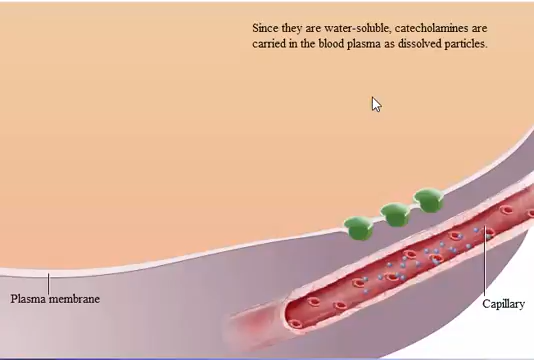 Since they are water-soluble, catecholamines are
carried in the blood plasma as dissolved particles.
Plasma membrane
Capillary